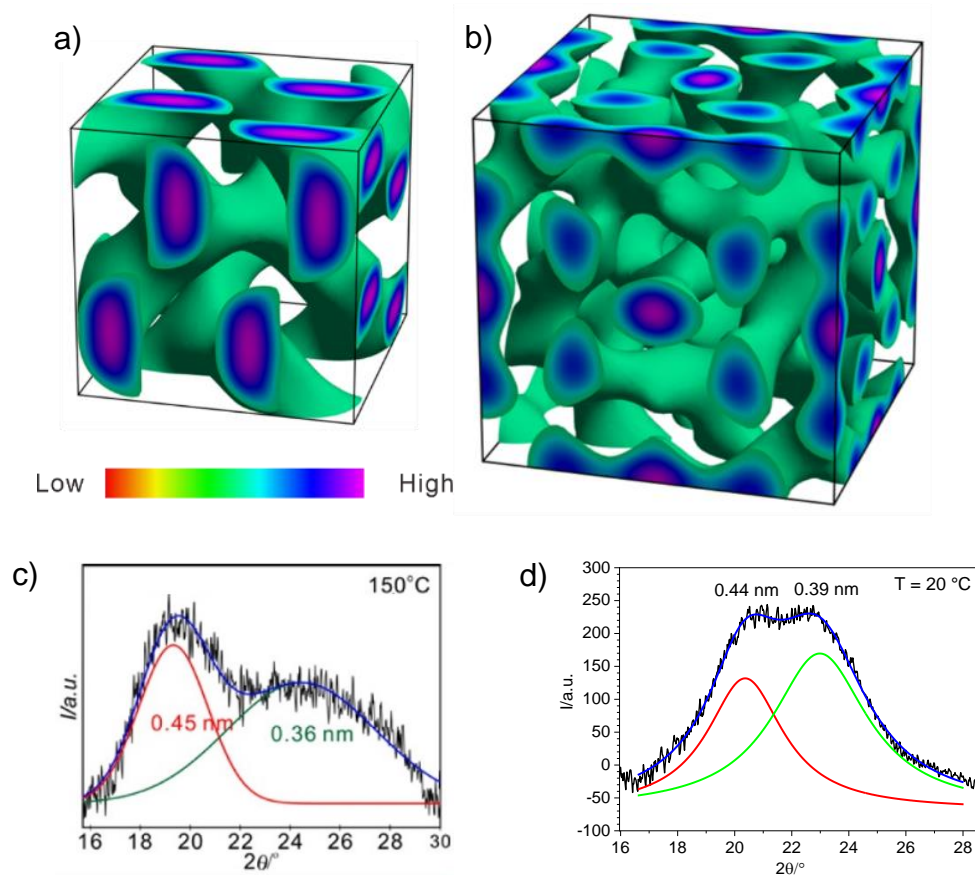 a)
b)
Low High
c)
150°C
0.45 nm
0.36 nm
I/a.u.
16 18 20 22 24 26 28 30
2θ/°
d)
0.44 nm 0.39 nm T = 20 °C
300
250
200
150
100
50
0
-50
-100
I/a.u.
16 18 20 22 24 26 28
2θ/°